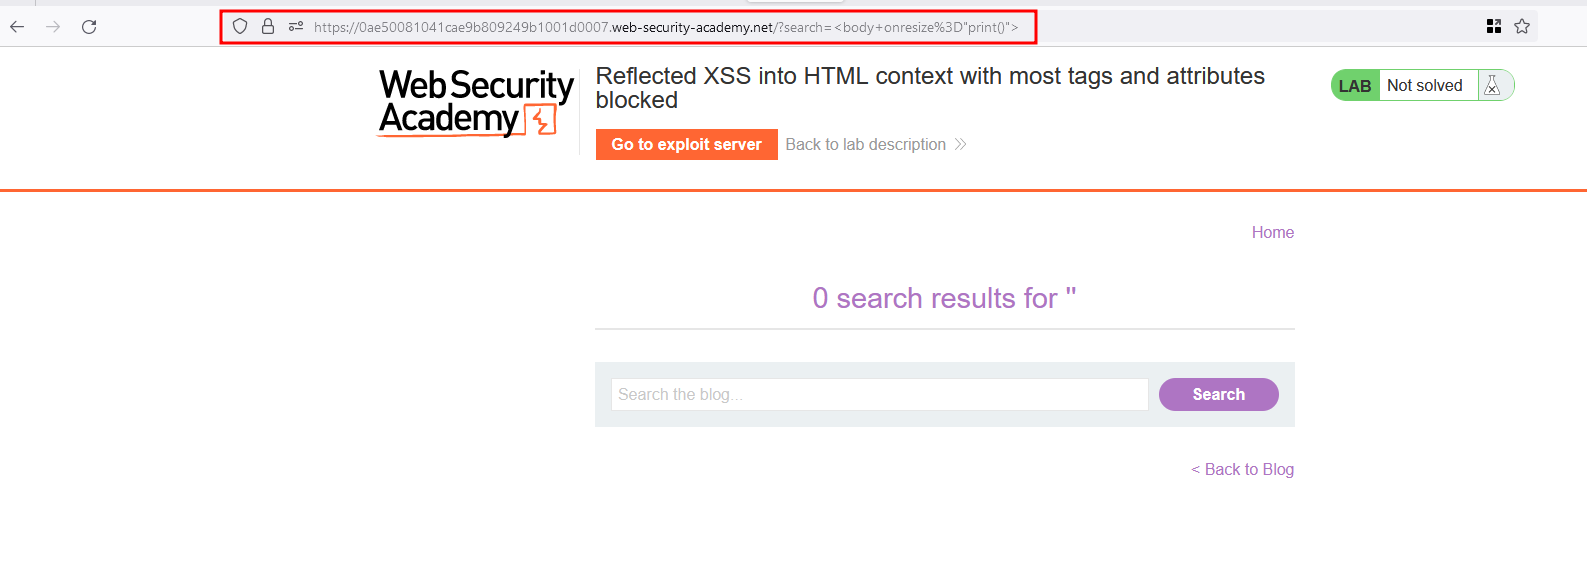 https://0ae50081041cae9b809249b1001d0007.web-security-academy.net/?search=<body+onresize%3D"print()">
Web Security
Academy
Reflected XSS into HTML context with most tags and attributes
blocked
LAB Not solved
Go to exploit server Back to lab description
Home
0 search results for ''
Search the blog... Search
< Back to Blog